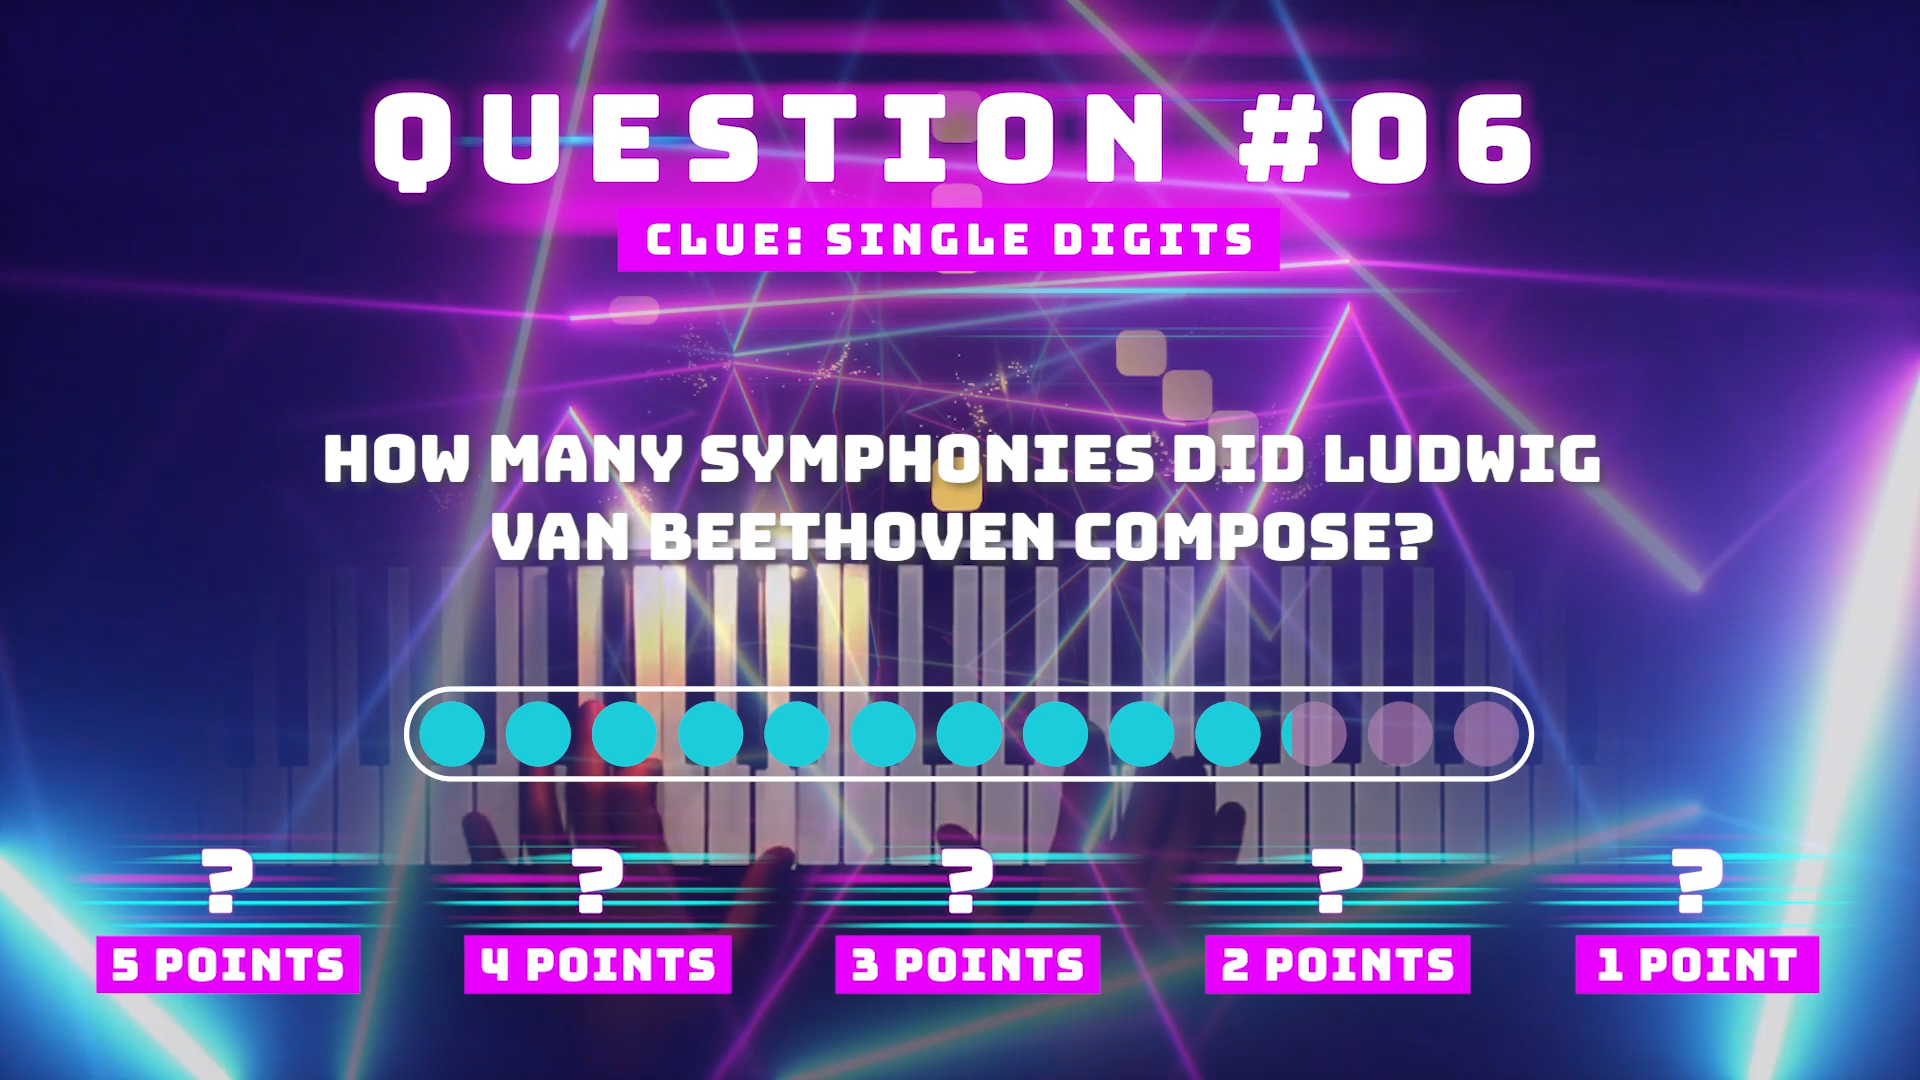 QUESTION #06
CLUE: SINGLE DIGITS
HOW MANY SYMPHONIES DID LUDWIG
VAN BEETHOVEN COMPOSE?
? ? ? ? ?
5 POINTS 4 POINTS 3 POINTS 2 POINTS 1 POINT